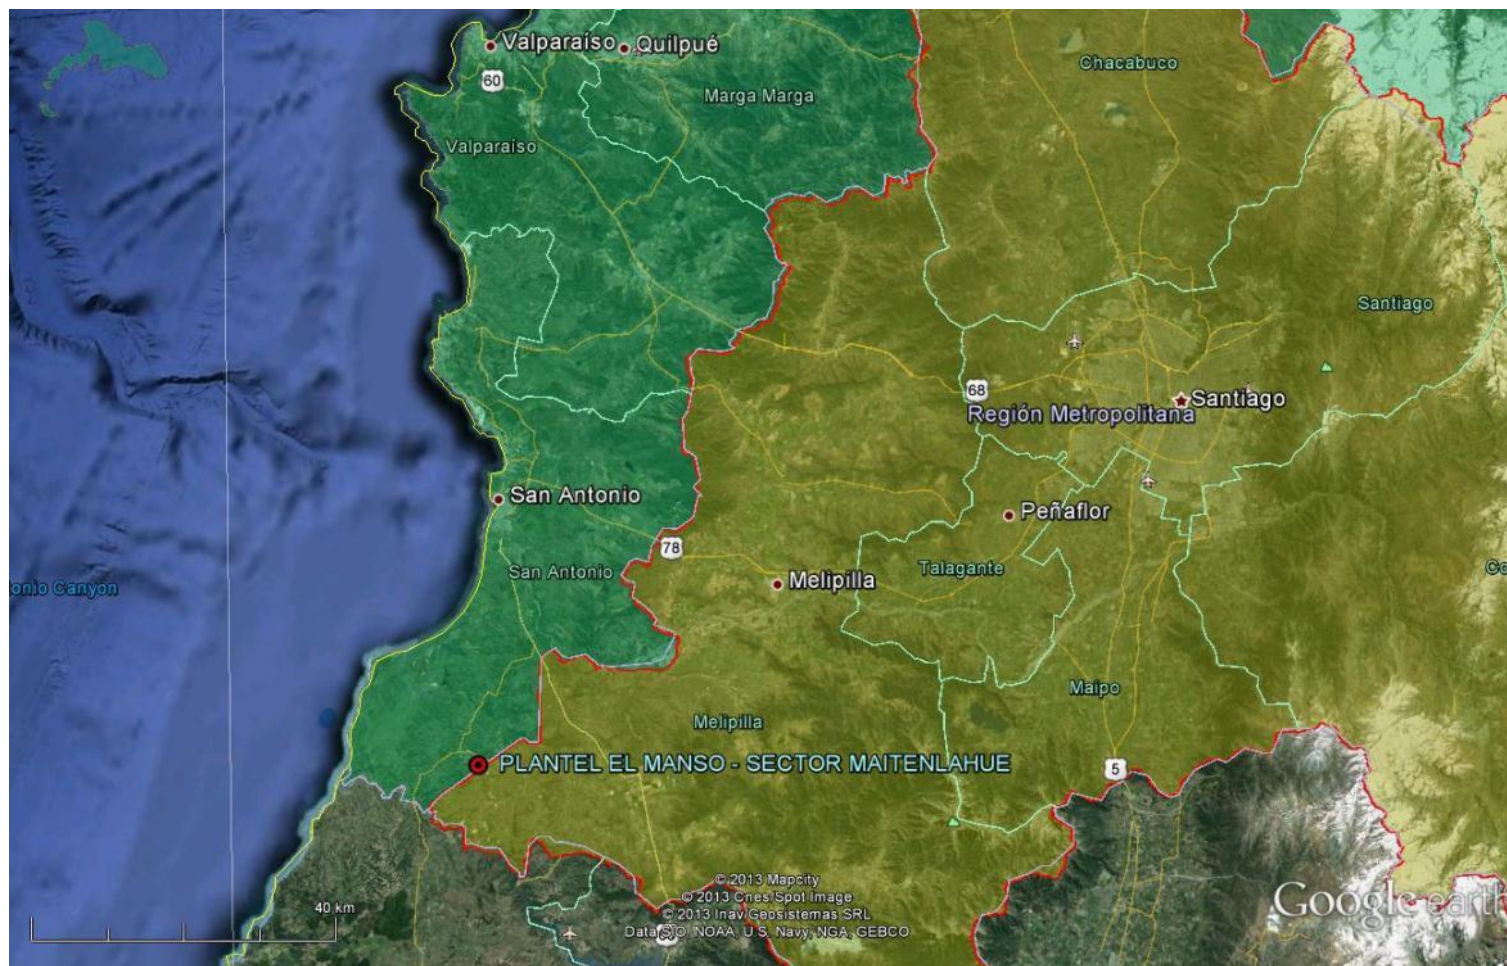 Valparaíso
Quilpué
60
Chacabuco
Marga Marga
Valparaíso
Santiago
68
Santiago
Región Metropolitana
San Antonio
Peñaflor
78
San Antonio
Talagante
Melipilla
onio Canyon
Co
Maipo
Melipilla
PLANTEL EL MANSO - SECTOR MAITENLAHUE
5
© 2013 Mapcity
© 2013 Cnes/Spot Image
© 2013 Inav/Geosistemas SRL
Data SIO, NOAA, U.S. Navy, NGA, GEBCO
40 km
Google earth